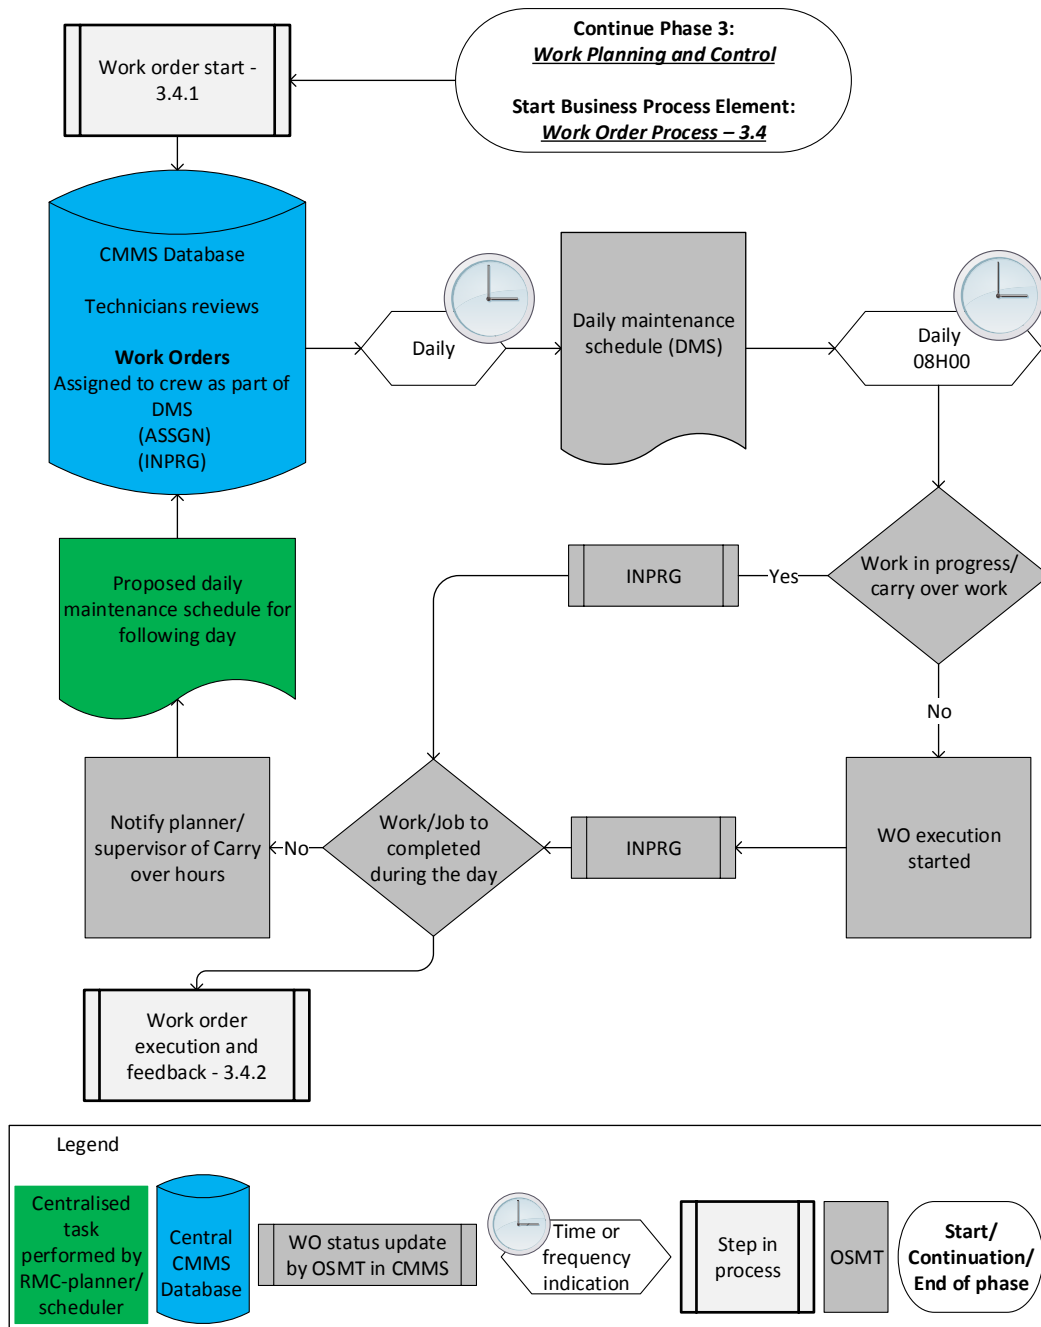 Continue Phase 3:
Work Planning and Control
Start Business Process Element:
Work Order Process – 3.4
Work order start -
3.4.1
CMMS Database
Technicians reviews
Work Orders
Assigned to crew as part of
DMS
(ASSGN)
(INPRG)
Daily
Daily maintenance
schedule (DMS)
Daily
08H00
Work in progress/
carry over work
Yes
INPRG
No
Proposed daily
maintenance schedule for
following day
Notify planner/
supervisor of Carry
over hours
No
Work/Job to
completed
during the day
INPRG
WO execution
started
Work order
execution and
feedback - 3.4.2
Legend
Centralised
task
performed by
RMC-planner/
scheduler
Central
CMMS
Database
WO status update
by OSMT in CMMS
Time or
frequency
indication
Step in
process
OSMT
Start/
Continuation/
End of phase